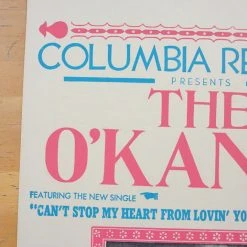 COLUMBIA RE
PRESENTS
THE
O'KAN
FEATURING THE NEW SINGLE
"CAN'T STOP MY HEART FROM LOVIN' YO